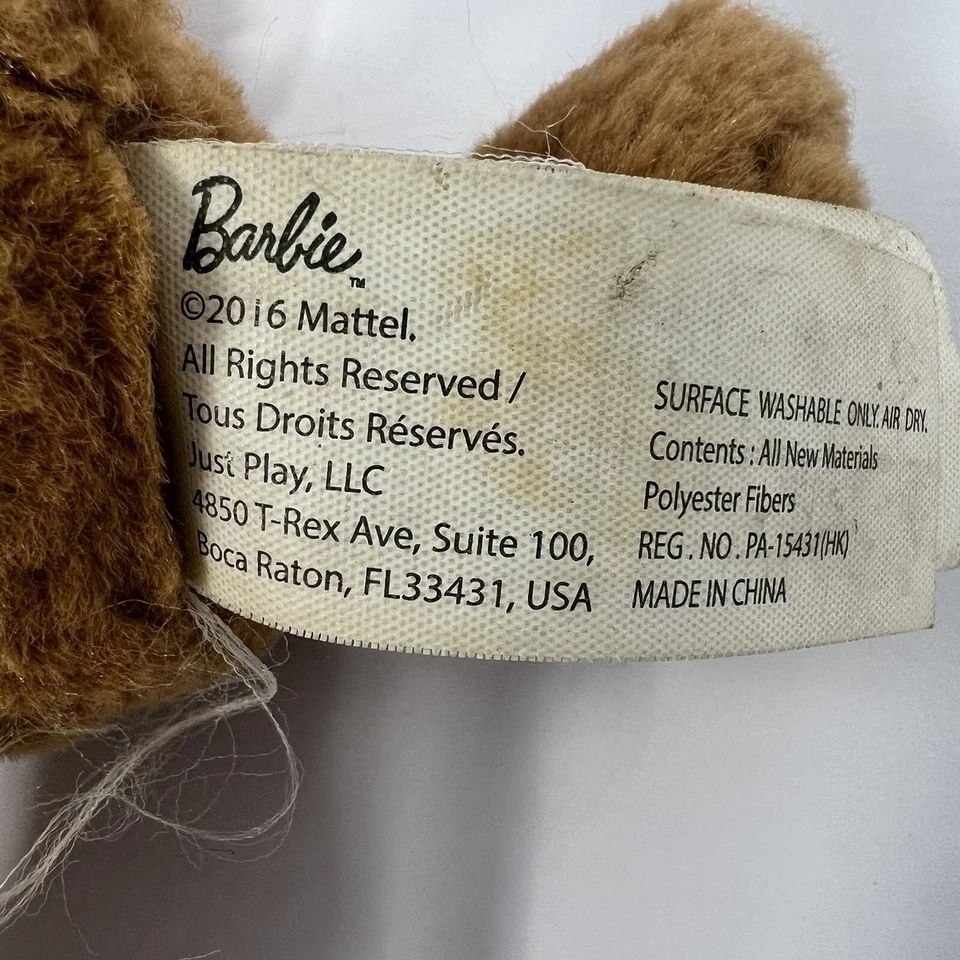 Barbie™
©2016 Mattel.
All Rights Reserved /
Tous Droits Réservés.
Just Play, LLC
4850 T-Rex Ave, Suite 100,
Boca Raton, FL33431, USA
SURFACE WASHABLE ONLY. AIR DRY.
Contents : All New Materials
Polyester Fibers
REG . NO . PA-15431(HK)
MADE IN CHINA